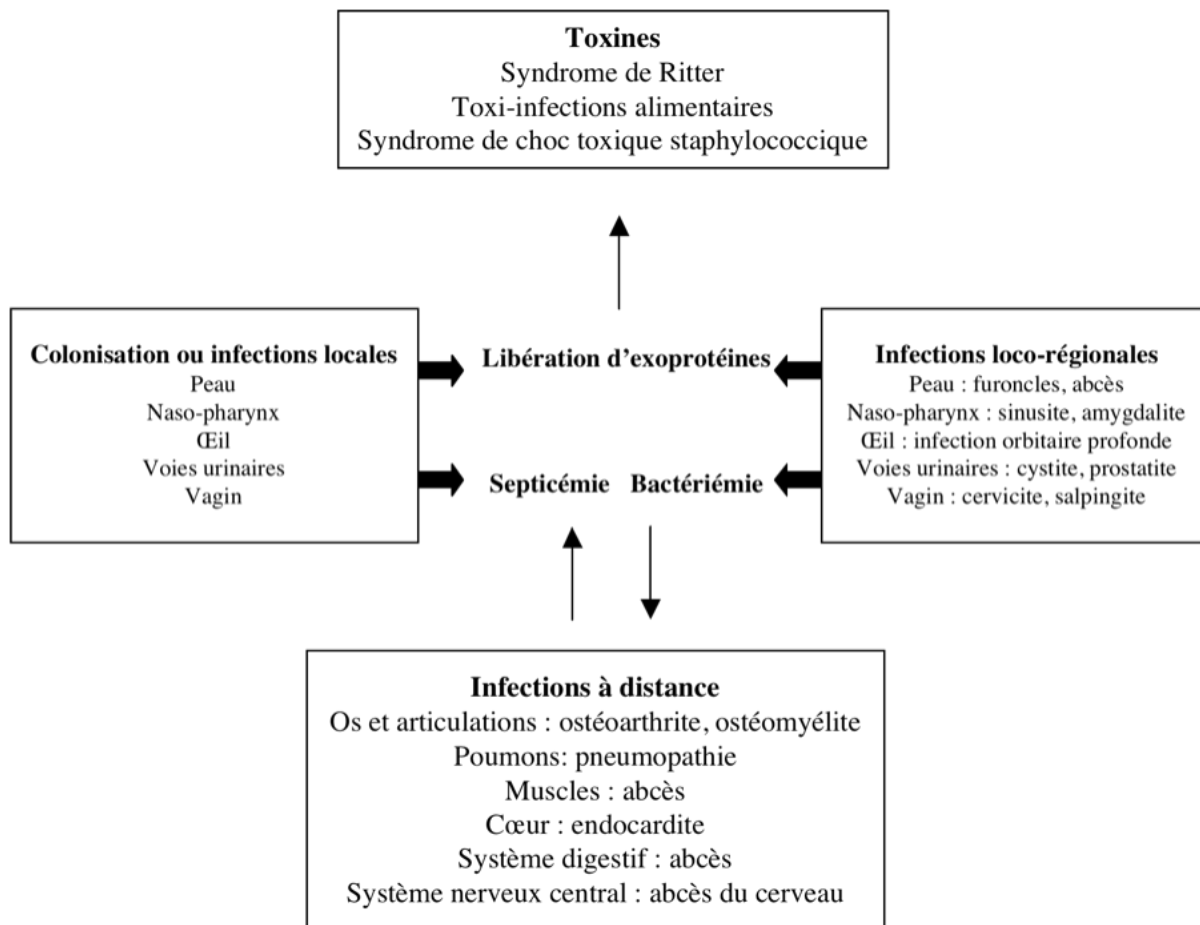 Toxines
Syndrome de Ritter
Toxi-infections alimentaires
Syndrome de choc toxique staphylococcique
Colonisation ou infections locales
Peau
Naso-pharynx
Œil
Voies urinaires
Vagin
Libération d’exoprotéines
Septicémie Bactériémie
Infections loco-régionales
Peau : furoncles, abcès
Naso-pharynx : sinusite, amygdalite
Œil : infection orbitaire profonde
Voies urinaires : cystite, prostatite
Vagin : cervicite, salpingite
Infections à distance
Os et articulations : ostéoarthrite, ostéomyélite
Poumons: pneumopathie
Muscles : abcès
Cœur : endocardite
Système digestif : abcès
Système nerveux central : abcès du cerveau